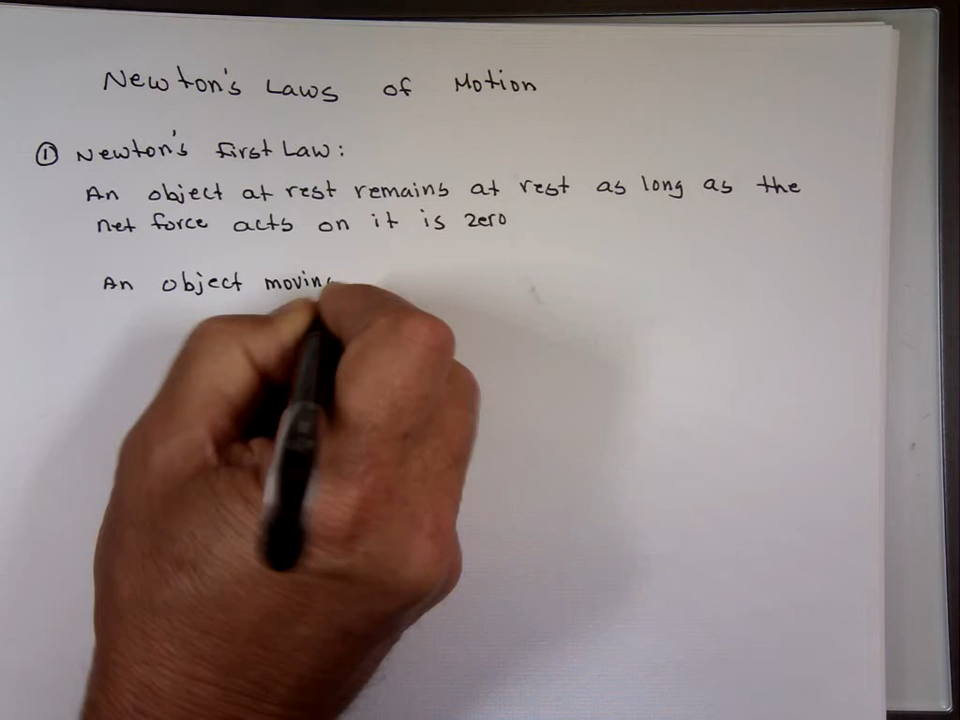 Newton's Laws of Motion
① Newton's First Law:
An object at rest remains at rest as long as the
net force acts on it is zero
An object moving